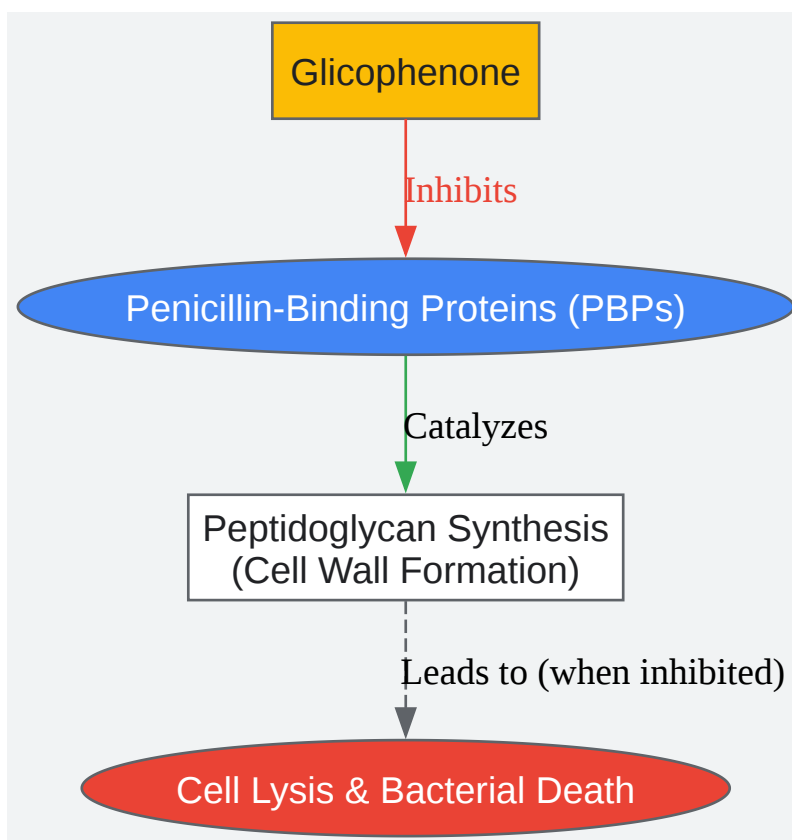 Glicophenone
Inhibits
Penicillin-Binding Proteins (PBPs)
Catalyzes
Peptidoglycan Synthesis
(Cell Wall Formation)
Leads to (when inhibited)
Cell Lysis & Bacterial Death